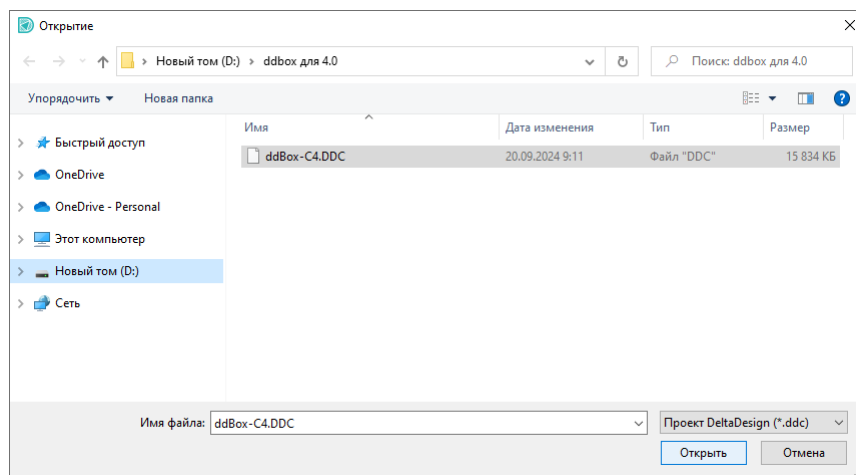 Открытие
Новый том (D:) › ddbox для 4.0
Поиск: ddbox для 4.0
Упорядочить
Новая папка
?
Имя
Дата изменения
Тип
Размер
Быстрый доступ
ddBox-C4.DDC
20.09.2024 9:11
Файл "DDC"
15 834 КБ
OneDrive
OneDrive - Personal
Этот компьютер
Новый том (D:)
Сеть
Имя файла:
ddBox-C4.DDC
Проект DeltaDesign (*.ddc)
Открыть
Отмена